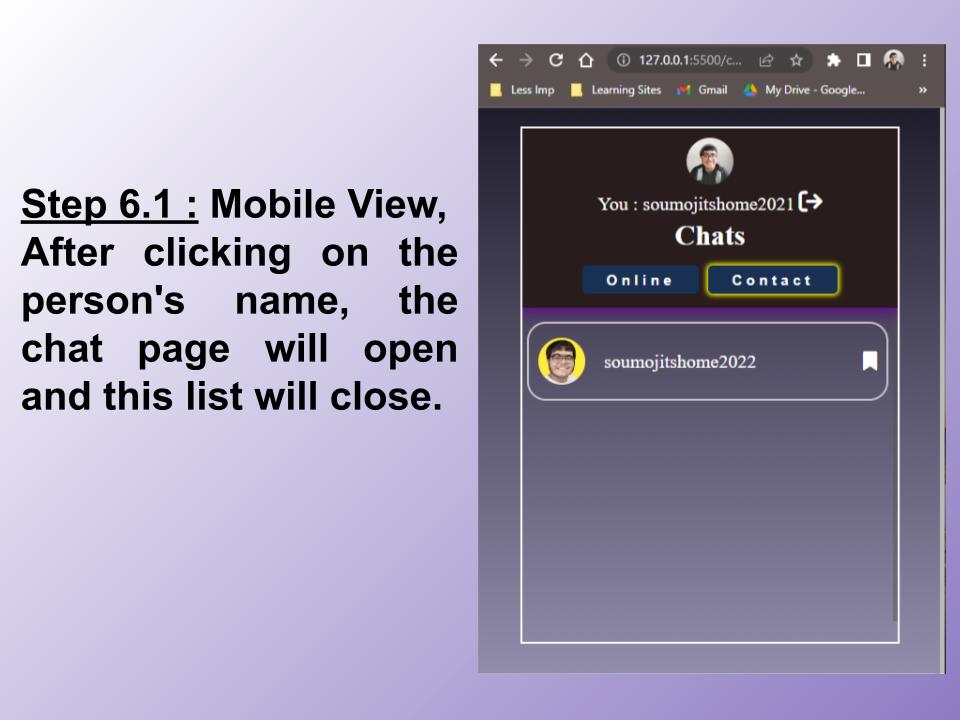 Step 6.1 : Mobile View,
After clicking on the
person's name, the
chat page will open
and this list will close.
127.0.0.1:5500/c...
Less Imp Learning Sites Gmail My Drive - Google... »
You : soumojitshome2021
Chats
Online Contact
soumojitshome2022